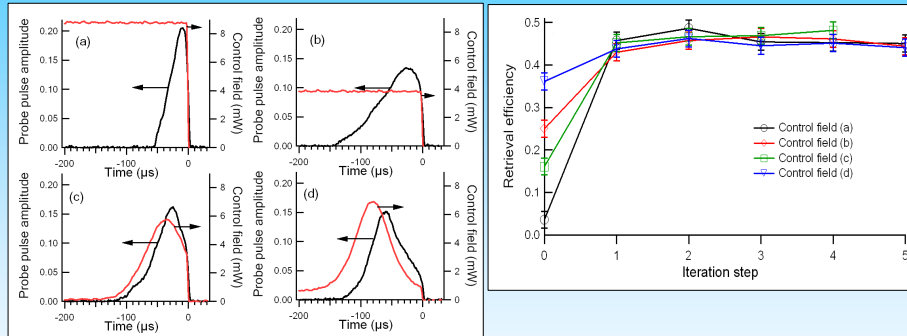 (a)
Probe pulse amplitude
0.20
0.15
0.10
0.05
0.00
-200
-100
0
Time (µs)
8
6
4
2
0
Control field (mW)
(b)
Probe pulse amplitude
0.20
0.15
0.10
0.05
0.00
-200
-100
0
Time (µs)
8
6
4
2
0
Control field (mW)
(c)
Probe pulse amplitude
0.20
0.15
0.10
0.05
0.00
-200
-100
0
Time (µs)
8
6
4
2
0
Control field (mW)
(d)
Probe pulse amplitude
0.20
0.15
0.10
0.05
0.00
-200
-100
0
Time (µs)
8
6
4
2
0
Control field (mW)
Retrieval efficiency
0.5
0.4
0.3
0.2
0.1
0.0
Control field (a)
Control field (b)
Control field (c)
Control field (d)
0
1
2
3
4
5
Iteration step